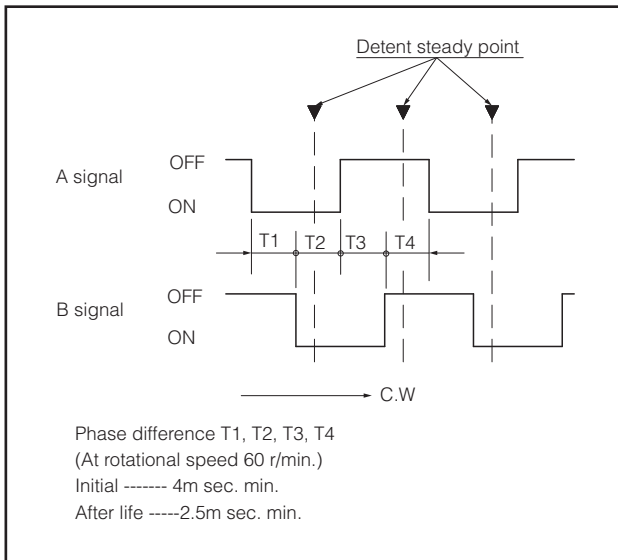 Detent steady point
OFF
A signal
ON
T1 T2 T3 T4
OFF
B signal
ON
C.W
Phase difference T1, T2, T3, T4
(At rotational speed 60 r/min.)
Initial ------- 4m sec. min.
After life -----2.5m sec. min.